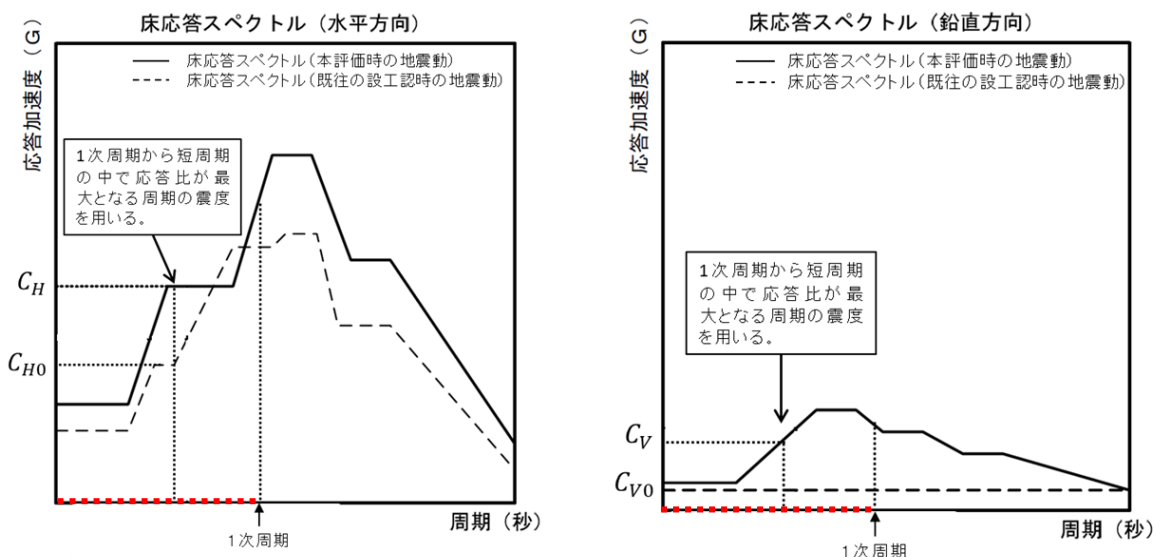 床応答スペクトル（水平方向）
応答加速度（G）
床応答スペクトル（本評価時の地震動）
床応答スペクトル（既往の設工認時の地震動）
1次周期から短周期
の中で応答比が最
大となる周期の震度
を用いる。
C_H
C_{H0}
周期（秒）
1次周期
床応答スペクトル（鉛直方向）
応答加速度（G）
床応答スペクトル（本評価時の地震動）
床応答スペクトル（既往の設工認時の地震動）
1次周期から短周期
の中で応答比が最
大となる周期の震度
を用いる。
C_V
C_{V0}
周期（秒）
1次周期